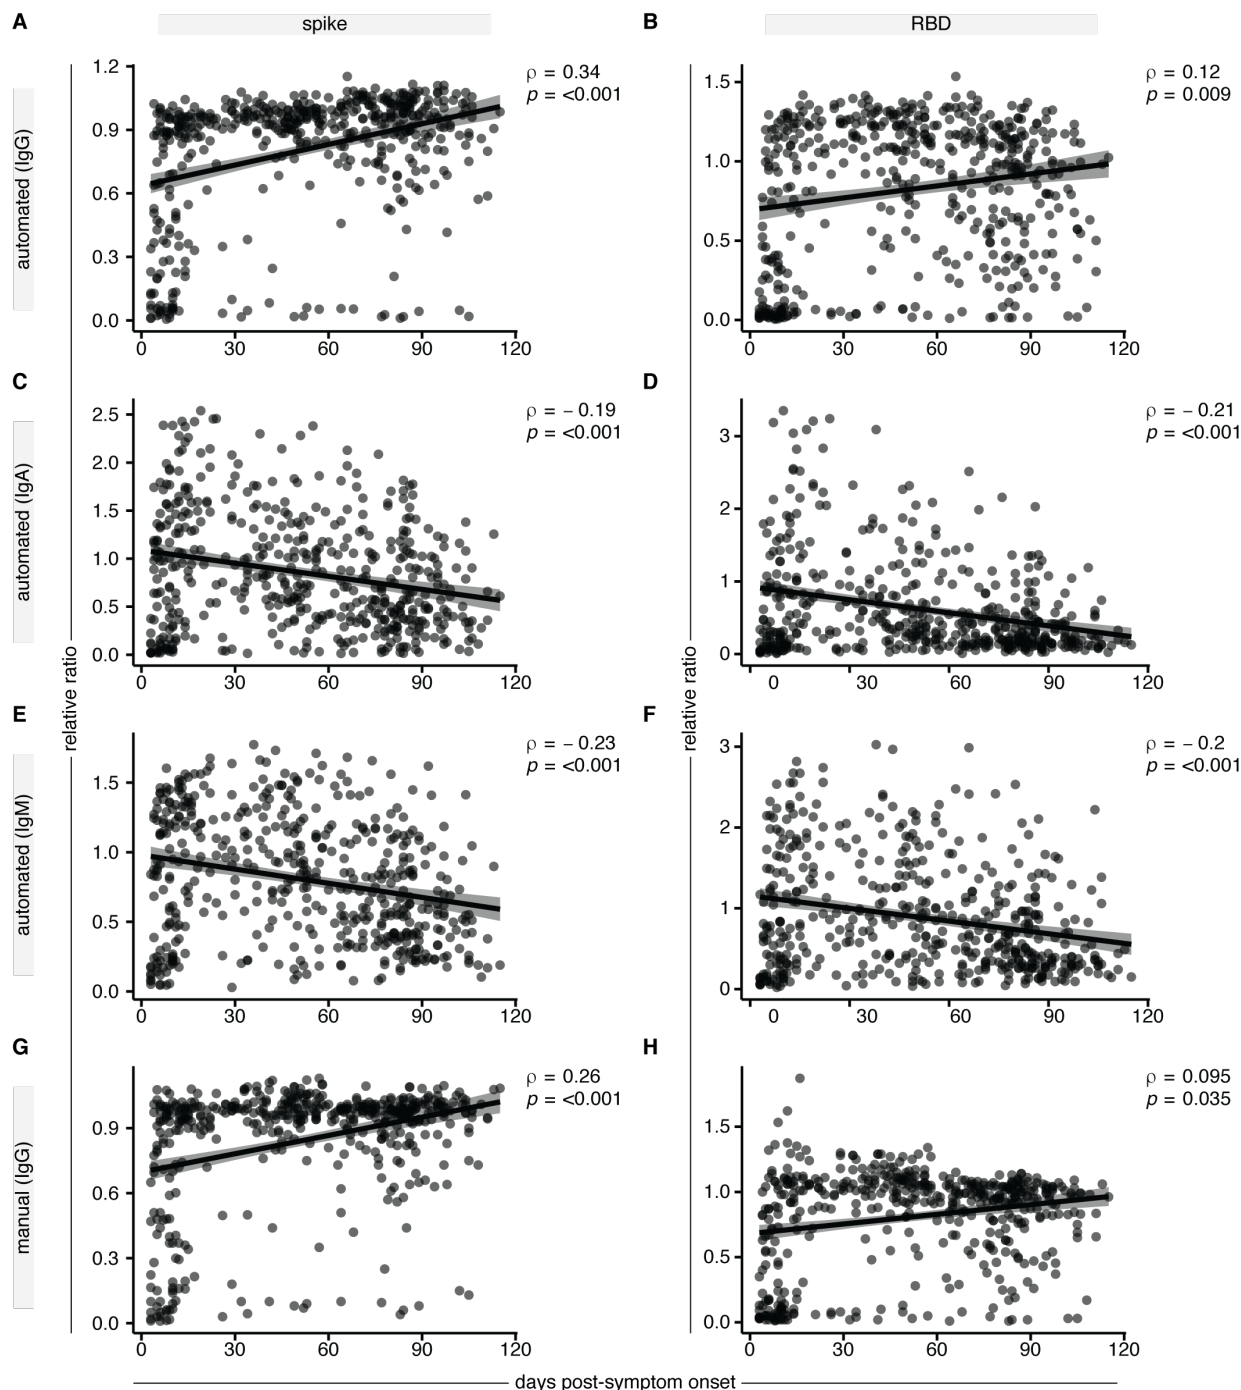 A
spike
B
RBD
automated (IgG)
1.2
0.9
0.6
0.3
0.0
0
30
60
90
120
ρ = 0.34
p = <0.001
1.5
1.0
0.5
0.0
0
30
60
90
120
ρ = 0.12
p = 0.009
C
D
automated (IgA)
2.5
2.0
1.5
1.0
0.5
0.0
0
30
60
90
120
ρ = − 0.19
p = <0.001
3
2
1
0
0
30
60
90
120
ρ = − 0.21
p = <0.001
relative ratio
relative ratio
E
F
automated (IgM)
1.5
1.0
0.5
0.0
0
30
60
90
120
ρ = − 0.23
p = <0.001
3
2
1
0
0
30
60
90
120
ρ = − 0.2
p = <0.001
G
H
manual (IgG)
0.9
0.6
0.3
0.0
0
30
60
90
120
ρ = 0.26
p = <0.001
1.5
1.0
0.5
0.0
0
30
60
90
120
ρ = 0.095
p = 0.035
days post-symptom onset